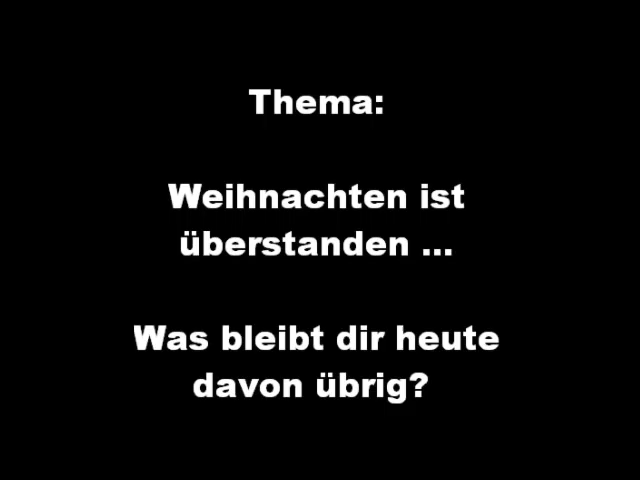 Thema:
Weihnachten ist
überstanden ...
Was bleibt dir heute
davon übrig?